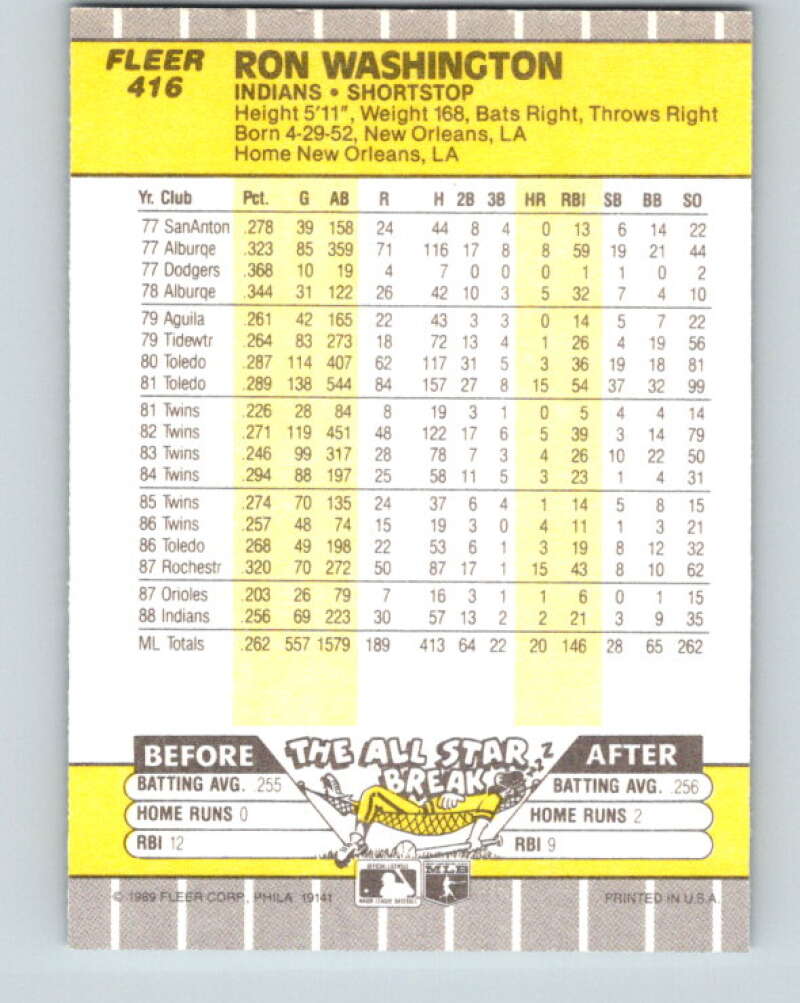 FLEER
416
RON WASHINGTON
INDIANS • SHORTSTOP
Height 5'11", Weight 168, Bats Right, Throws Right
Born 4-29-52, New Orleans, LA
Home New Orleans, LA
Yr. Club Pct. G AB R H 2B 3B HR RBI SB BB SO
77 SanAnton .278 39 158 24 44 8 4 0 13 6 14 22
77 Alburqe .323 85 359 71 116 17 8 8 59 19 21 44
77 Dodgers .368 10 19 4 7 0 0 0 1 1 0 2
78 Alburqe .344 31 122 26 42 10 3 5 32 7 4 10
79 Aguila .261 42 165 22 43 3 3 0 14 5 7 22
79 Tidewtr .264 83 273 18 72 13 4 1 26 4 19 56
80 Toledo .287 114 407 62 117 31 5 3 36 19 18 81
81 Toledo .289 138 544 84 157 27 8 15 54 37 32 99
81 Twins .226 28 84 8 19 3 1 0 5 4 4 14
82 Twins .271 119 451 48 122 17 6 5 39 3 14 79
83 Twins .246 99 317 28 78 7 3 4 26 10 22 50
84 Twins .294 88 197 25 58 11 5 3 23 1 4 31
85 Twins .274 70 135 24 37 6 4 1 14 5 8 15
86 Twins .257 48 74 15 19 3 0 4 11 1 3 21
86 Toledo .268 49 198 22 53 6 1 3 19 8 12 32
87 Rochestr .320 70 272 50 87 17 1 15 43 8 10 62
87 Orioles .203 26 79 7 16 3 1 1 6 0 1 15
88 Indians .256 69 223 30 57 13 2 2 21 3 9 35
ML Totals .262 557 1579 189 413 64 22 20 146 28 65 262
BEFORE THE ALL STAR BREAK zzZ AFTER
BATTING AVG. .255 BATTING AVG. .256
HOME RUNS 0 HOME RUNS 2
RBI 12 RBI 9
OFFICIAL LICENSEE
MAJOR LEAGUE BASEBALL
MLB
© 1989 FLEER CORP., PHILA. 19141 PRINTED IN U.S.A.